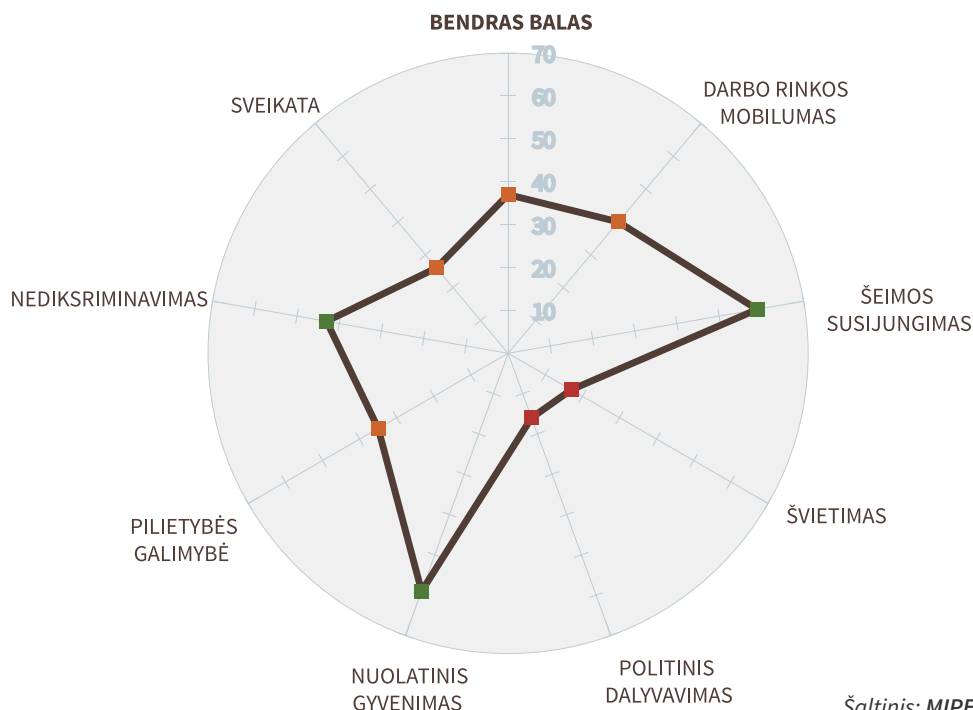 BENDRAS BALAS
70
60
50
40
30
20
10
DARBO RINKOS
MOBILUMAS
ŠEIMOS
SUSIJUNGIMAS
ŠVIETIMAS
POLITINIS
DALYVAVIMAS
NUOLATINIS
GYVENIMAS
PILIETYBĖS
GALIMYBĖ
NEDIKSRIMINAVIMAS
SVEIKATA
Šaltinis: